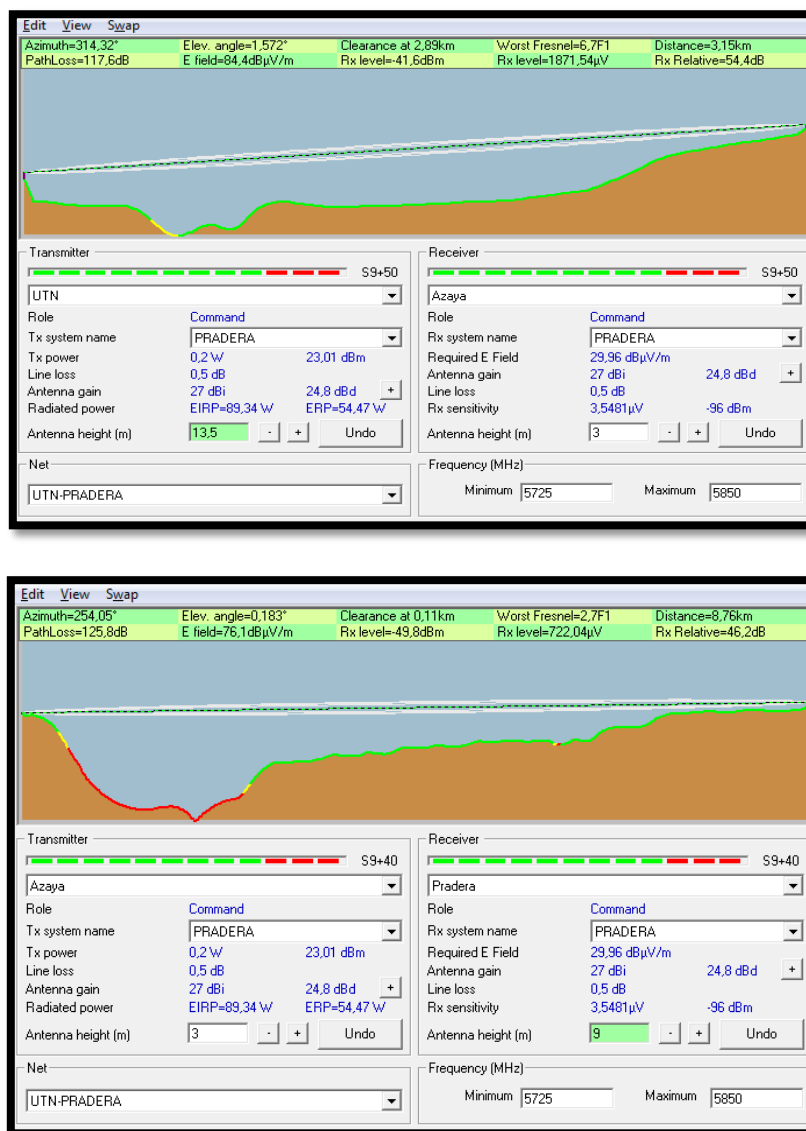 Edit View Swap
Azimuth=314,32° Elev. angle=1,572° Clearance at 2,89km Worst Fresnel=6,7F1 Distance=3,15km
PathLoss=117,6dB E field=84,4dBµV/m Rx level=-41,6dBm Rx level=1871,54µV Rx Relative=54,4dB
Transmitter
S9+50
UTN
Role Command
Tx system name PRADERA
Tx power 0,2 W 23,01 dBm
Line loss 0,5 dB
Antenna gain 27 dBi 24,8 dBd +
Radiated power EIRP=89,34 W ERP=54,47 W
Antenna height (m) 13,5 - + Undo
Receiver
S9+50
Azaya
Role Command
Rx system name PRADERA
Required E Field 29,96 dBµV/m
Antenna gain 27 dBi 24,8 dBd +
Line loss 0,5 dB
Rx sensitivity 3,5481µV -96 dBm
Antenna height (m) 3 - + Undo
Net
UTN-PRADERA
Frequency (MHz)
Minimum 5725 Maximum 5850
Edit View Swap
Azimuth=254,05° Elev. angle=0,183° Clearance at 0,11km Worst Fresnel=2,7F1 Distance=8,76km
PathLoss=125,8dB E field=76,1dBµV/m Rx level=-49,8dBm Rx level=722,04µV Rx Relative=46,2dB
Transmitter
S9+40
Azaya
Role Command
Tx system name PRADERA
Tx power 0,2 W 23,01 dBm
Line loss 0,5 dB
Antenna gain 27 dBi 24,8 dBd +
Radiated power EIRP=89,34 W ERP=54,47 W
Antenna height (m) 3 - + Undo
Receiver
S9+40
Pradera
Role Command
Rx system name PRADERA
Required E Field 29,96 dBµV/m
Antenna gain 27 dBi 24,8 dBd +
Line loss 0,5 dB
Rx sensitivity 3,5481µV -96 dBm
Antenna height (m) 9 - + Undo
Net
UTN-PRADERA
Frequency (MHz)
Minimum 5725 Maximum 5850